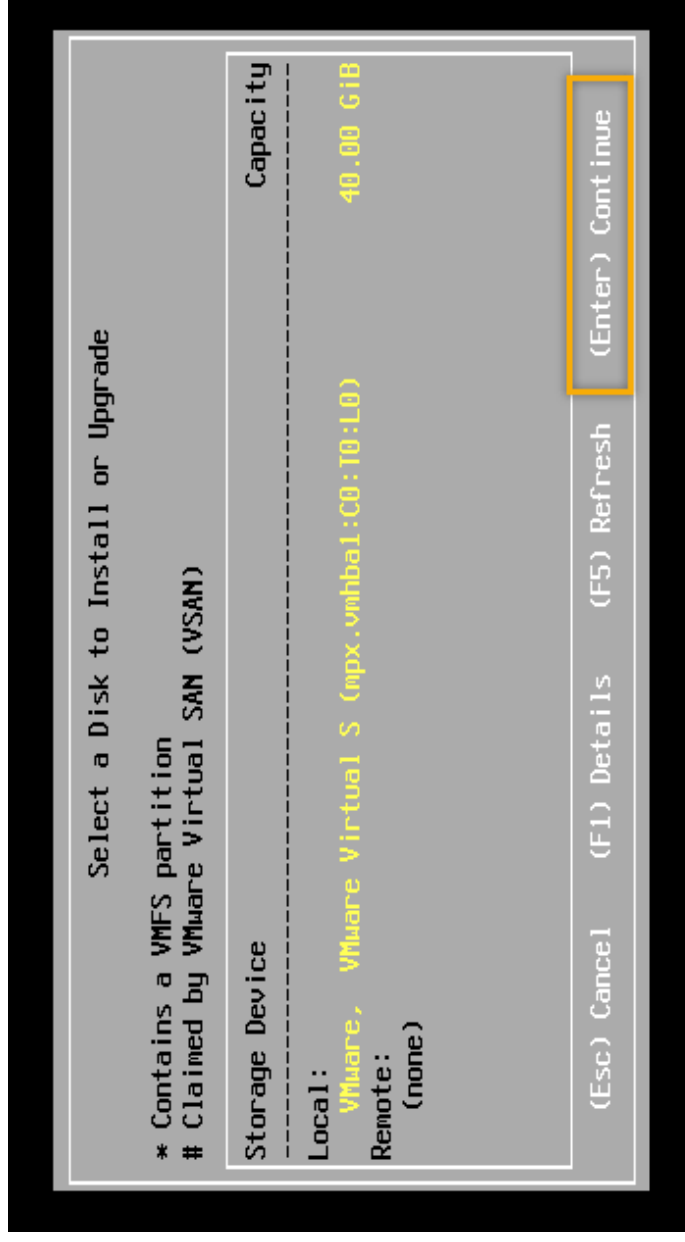 Select a Disk to Install or Upgrade
* Contains a VMFS partition
# Claimed by VMware Virtual SAN (VSAN)
Storage Device Capacity
Local:
VMware, VMware Virtual S (mpx.vmhba1:C0:T0:L0) 40.00 GiB
Remote:
(none)
(Esc) Cancel (F1) Details (F5) Refresh (Enter) Continue